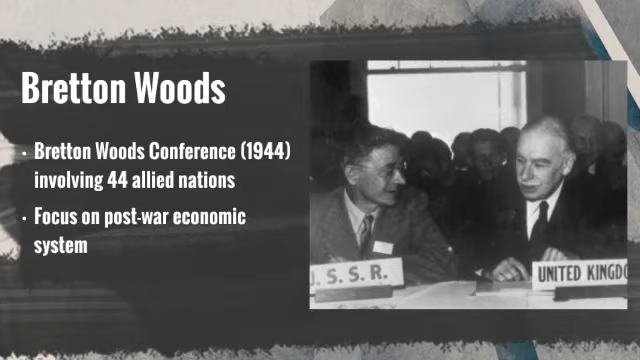 Bretton Woods
• Bretton Woods Conference (1944)
involving 44 allied nations
• Focus on post-war economic
system
J. S. S. R.
UNITED KINGDO